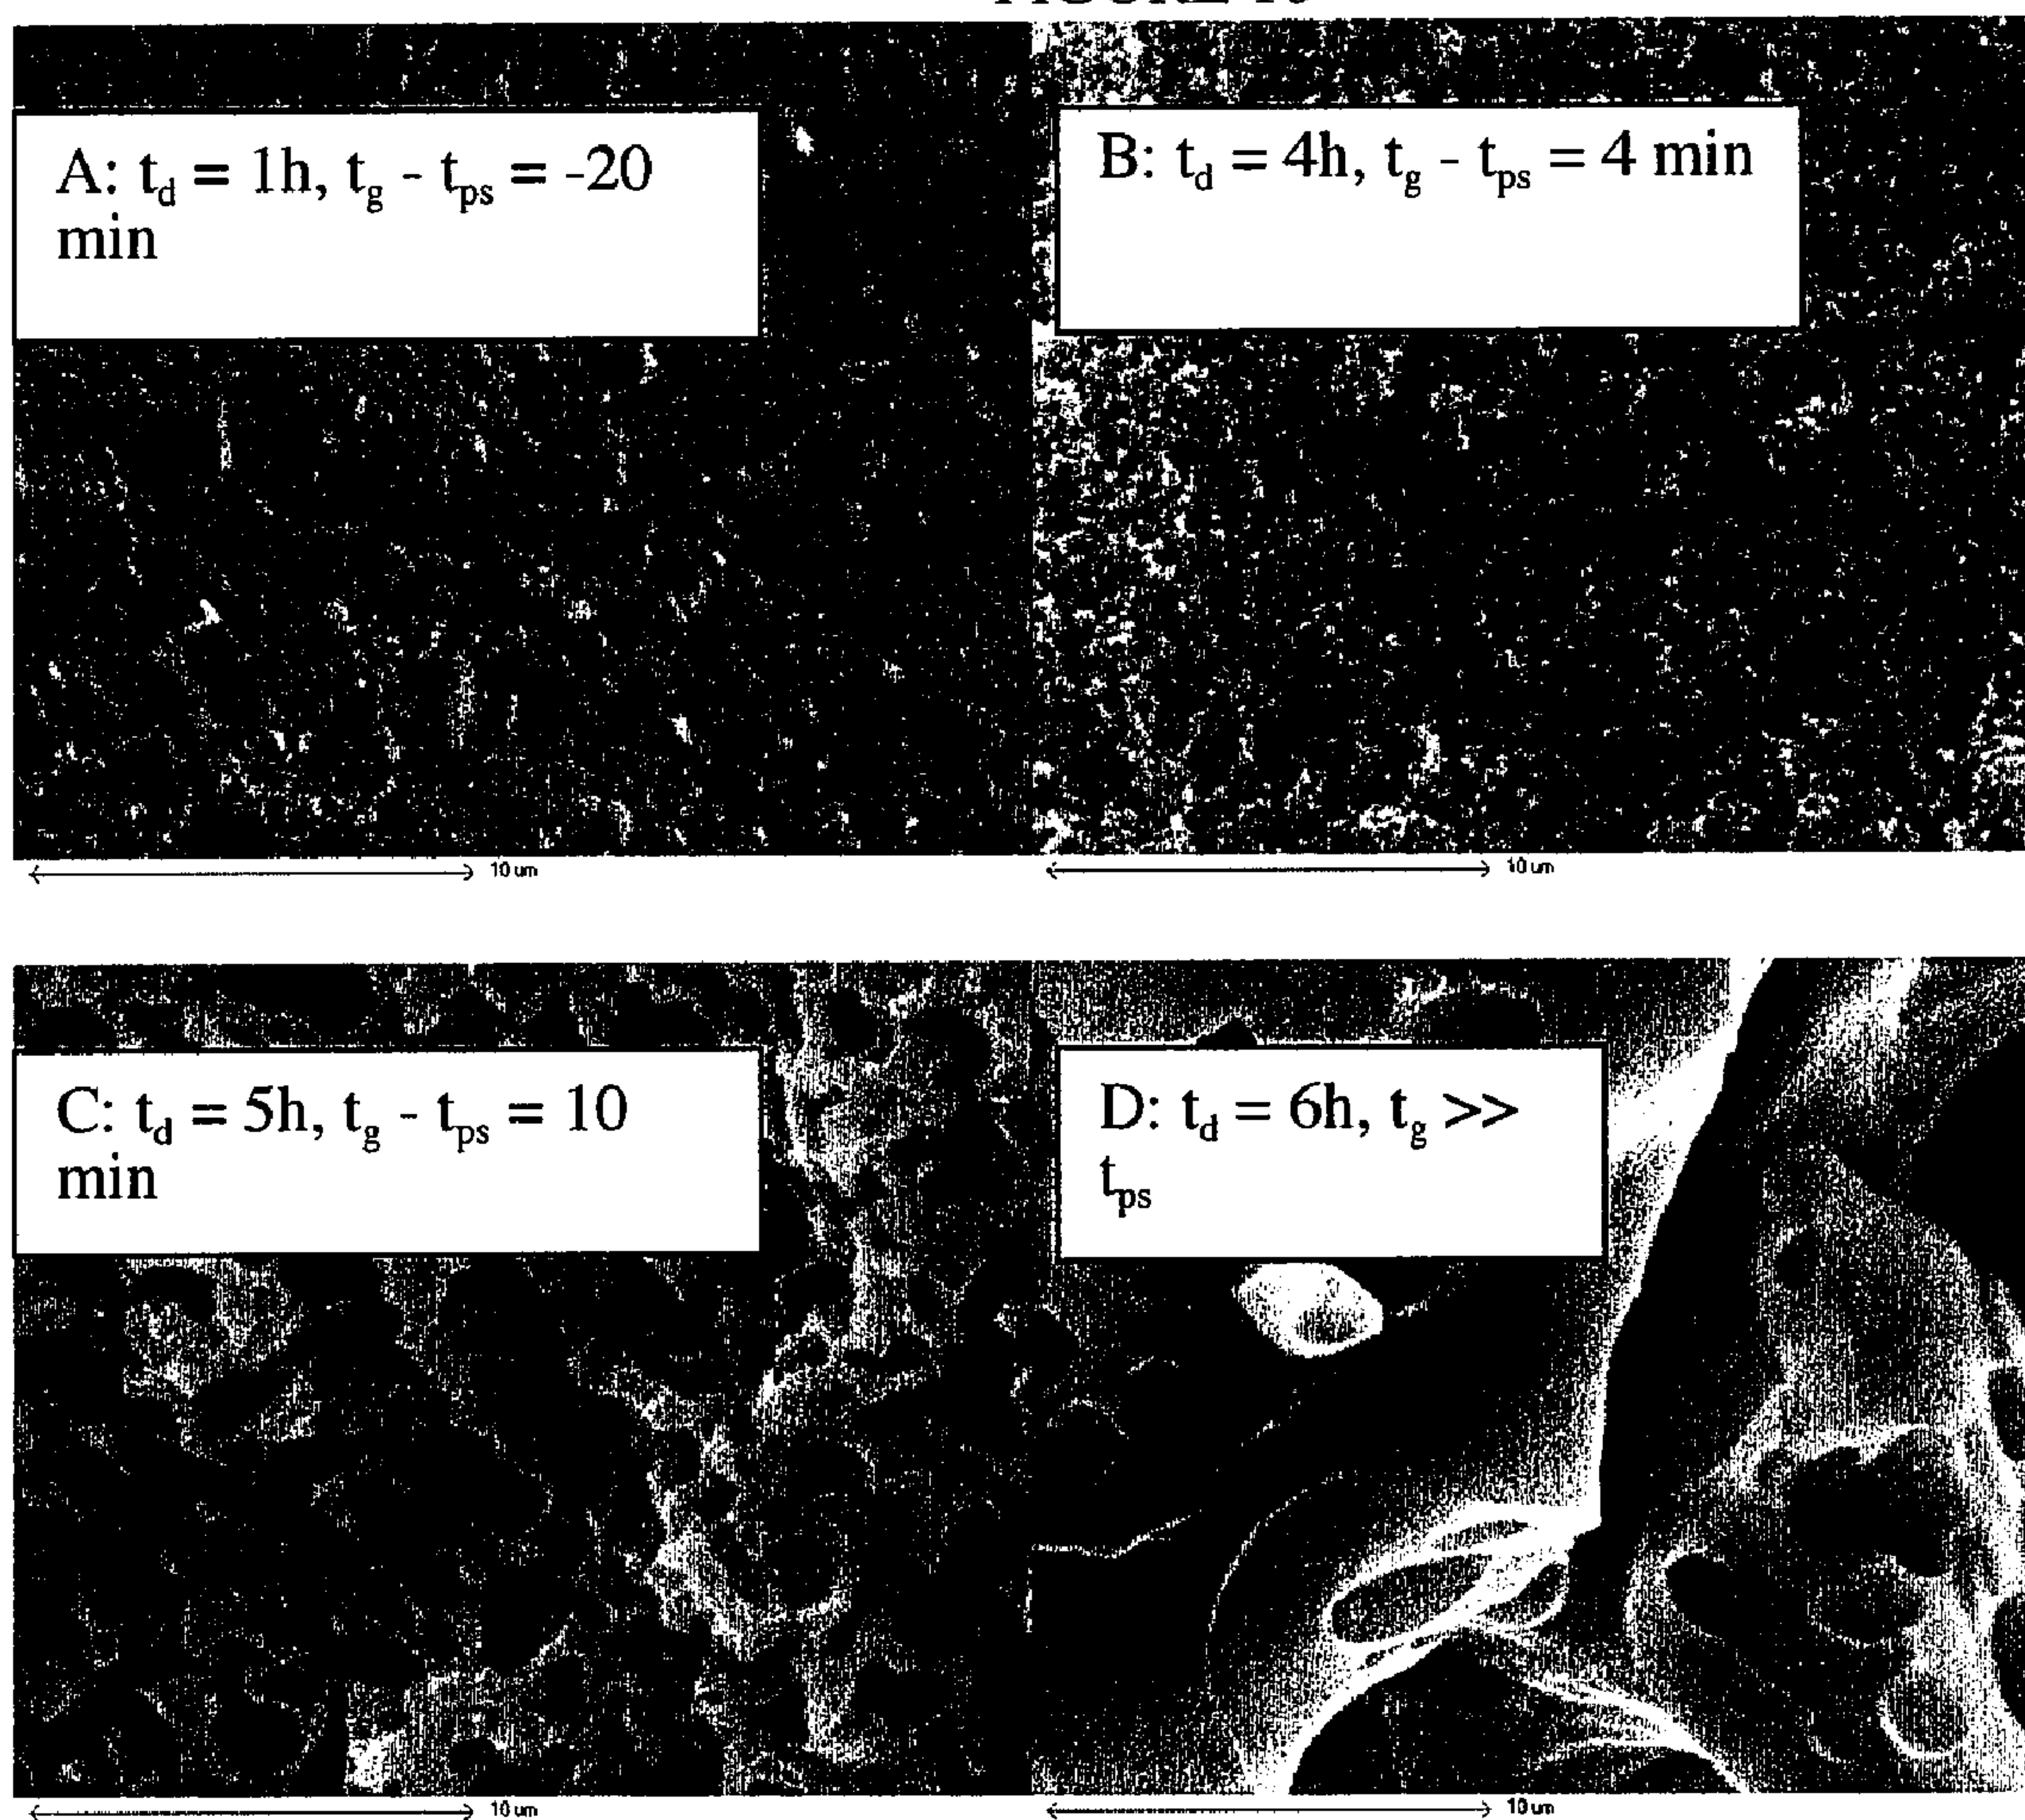 A: t_d = 1h, t_g - t_ps = -20
min
B: t_d = 4h, t_g - t_ps = 4 min
10 um
10 um
C: t_d = 5h, t_g - t_ps = 10
min
D: t_d = 6h, t_g >>
t_ps
10 um
10 um